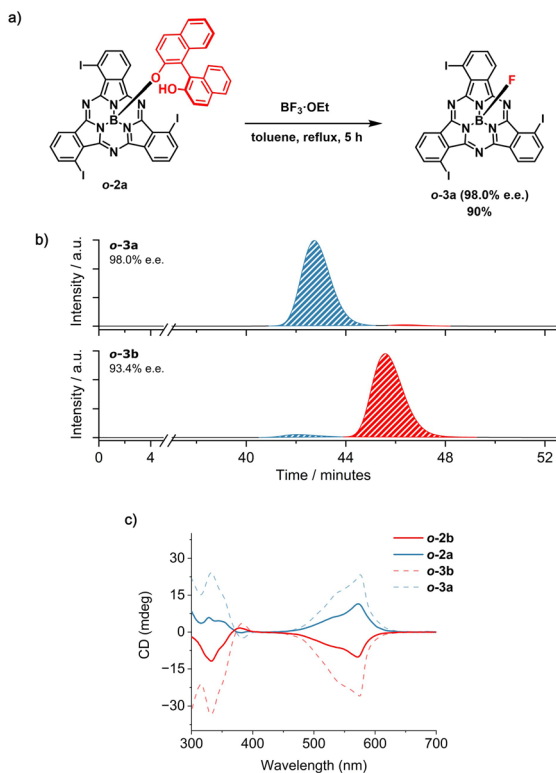 a)
I
O
HO
N
N
N
N B N
I
N
N
I
o-2a
BF₃·OEt
toluene, reflux, 5 h
I
F
N
N
N
N B N
I
N
N
I
o-3a (98.0% e.e.)
90%
b)
Intensity / a.u.
o-3a
98.0% e.e.
Intensity / a.u.
o-3b
93.4% e.e.
0 4 40 44 48 52
Time / minutes
c)
CD (mdeg)
30
15
0
-15
-30
o-2b
o-2a
o-3b
o-3a
300 400 500 600 700
Wavelength (nm)